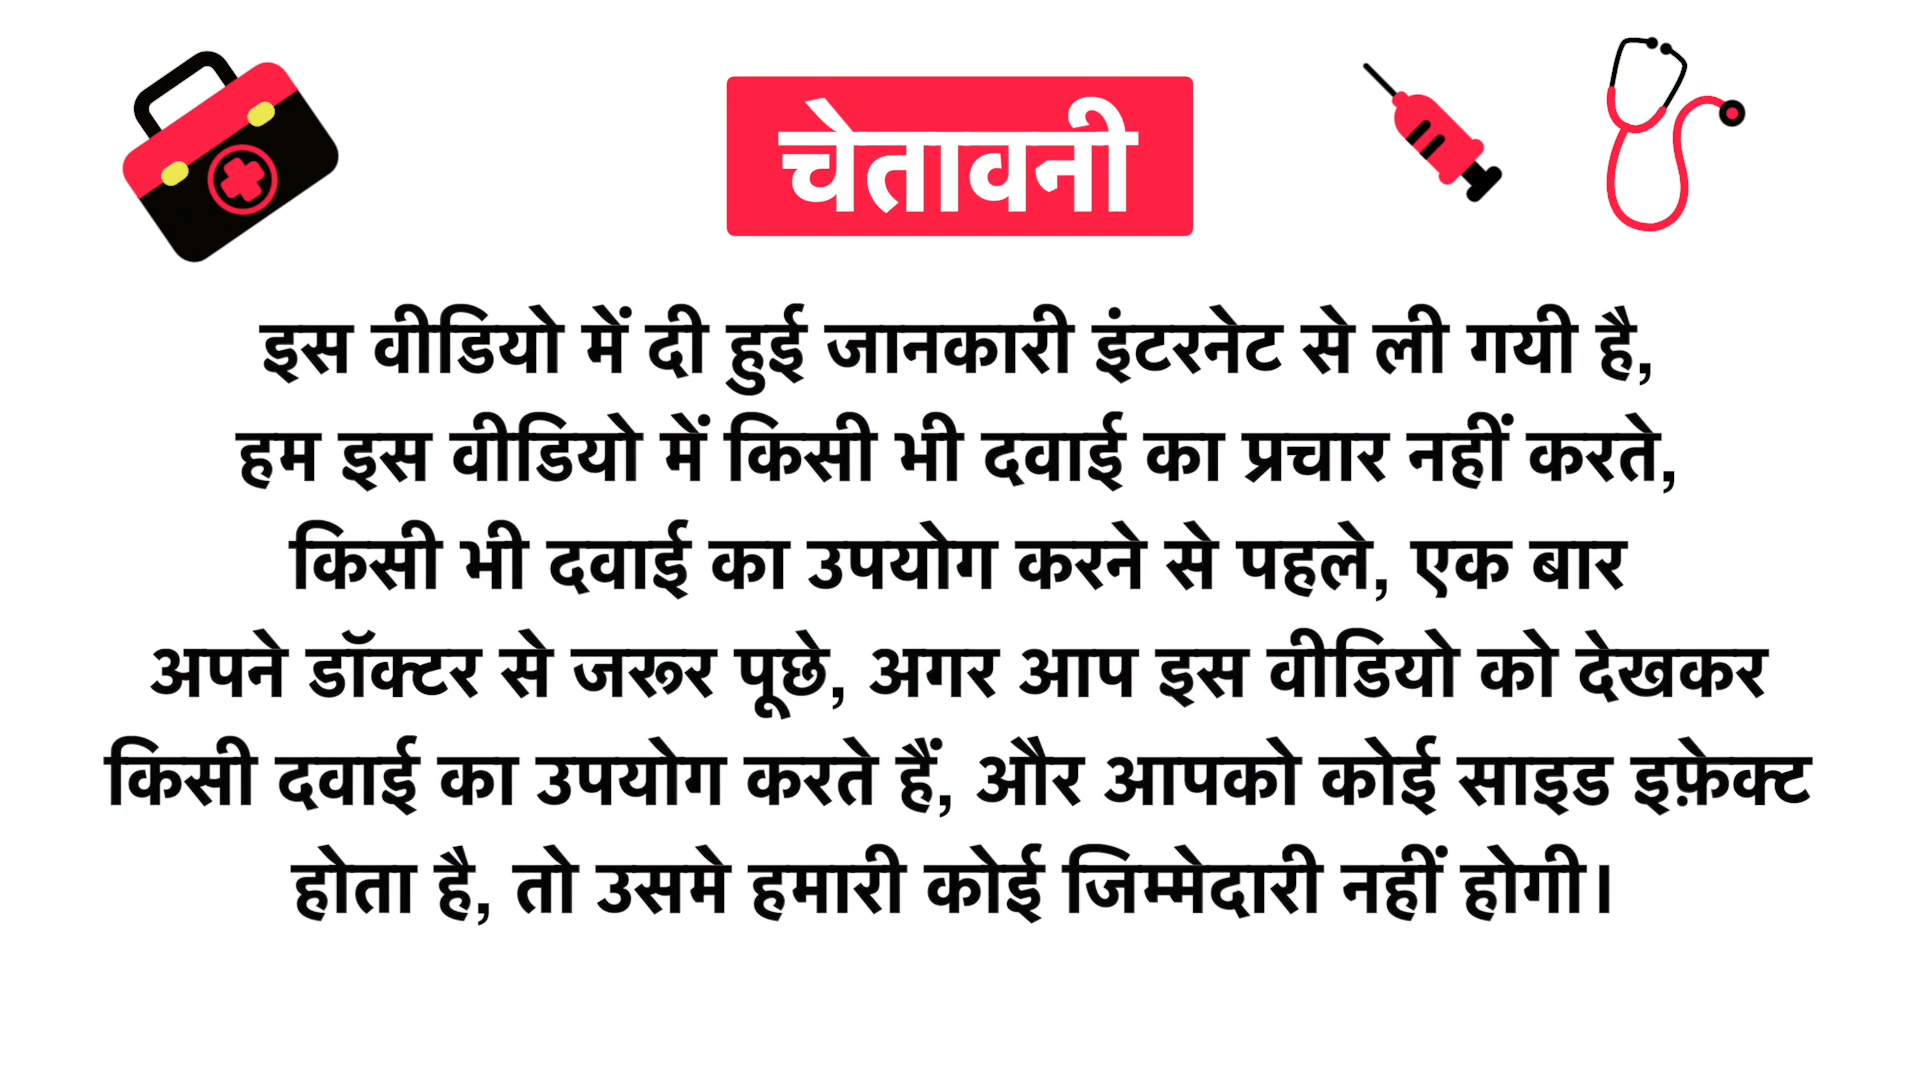 चेतावनी
इस वीडियो में दी हुई जानकारी इंटरनेट से ली गयी है,
हम इस वीडियो में किसी भी दवाई का प्रचार नहीं करते,
किसी भी दवाई का उपयोग करने से पहले, एक बार
अपने डॉक्टर से जरूर पूछे, अगर आप इस वीडियो को देखकर
किसी दवाई का उपयोग करते हैं, और आपको कोई साइड इफ़ेक्ट
होता है, तो उसमे हमारी कोई जिम्मेदारी नहीं होगी।